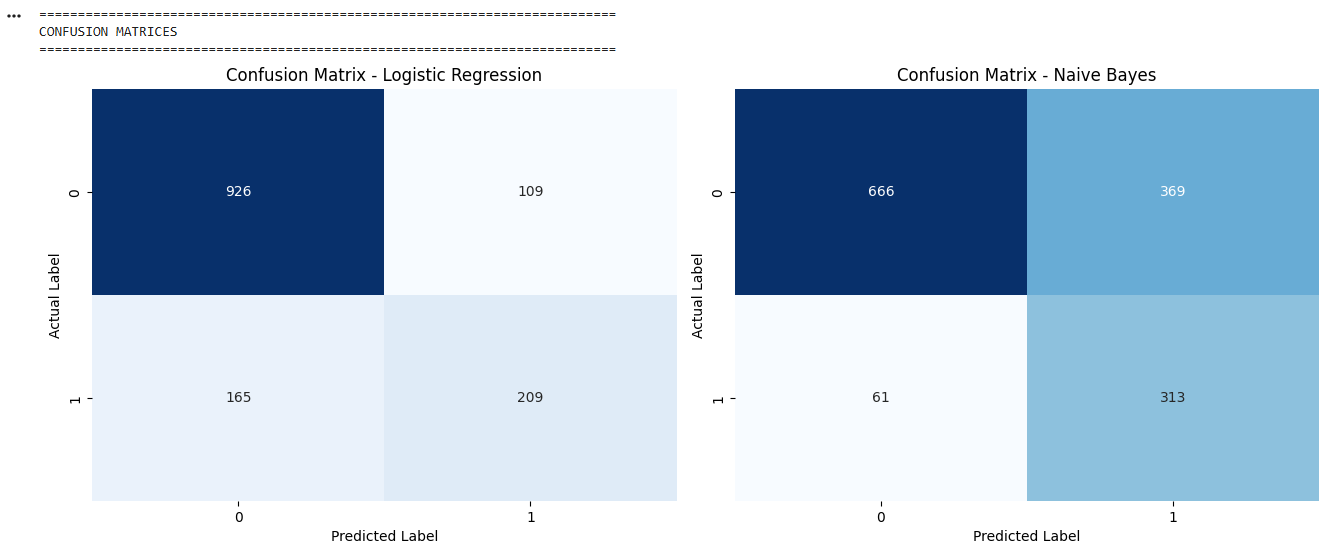 •••
===========================================================================
CONFUSION MATRICES
===========================================================================
Confusion Matrix - Logistic Regression
Actual Label
0
926
109
1
165
209
0
1
Predicted Label
Confusion Matrix - Naive Bayes
Actual Label
0
666
369
1
61
313
0
1
Predicted Label